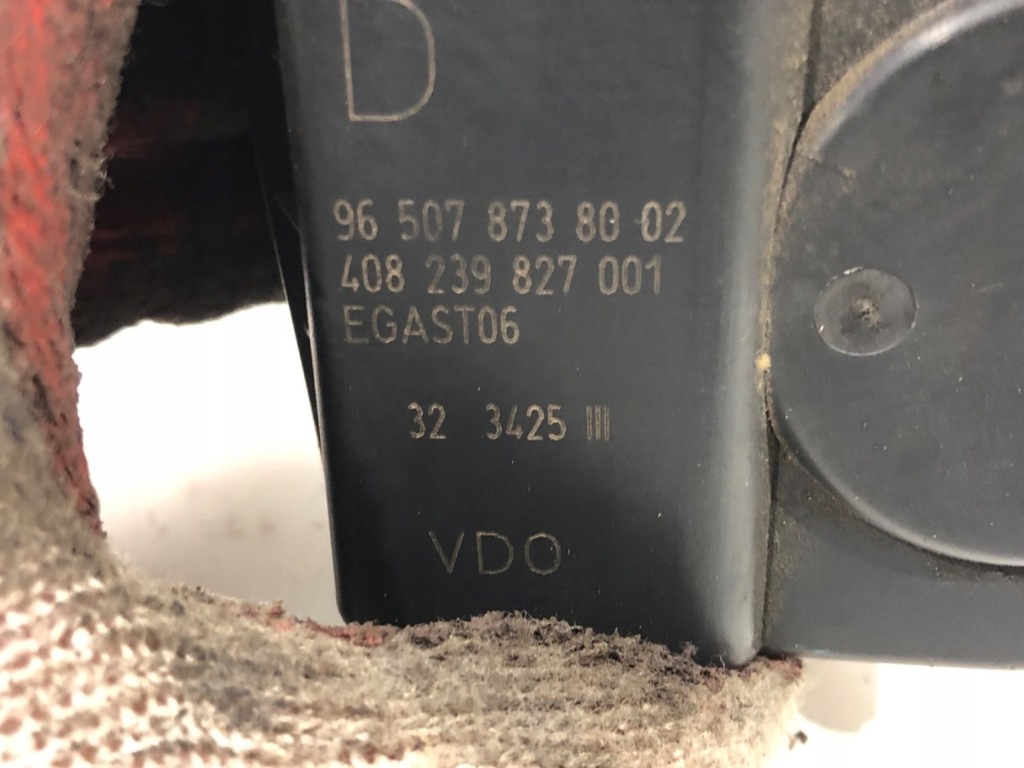 D
96 507 873 80 02
408 239 827 001
EGAST06
32 3425 III
VDO